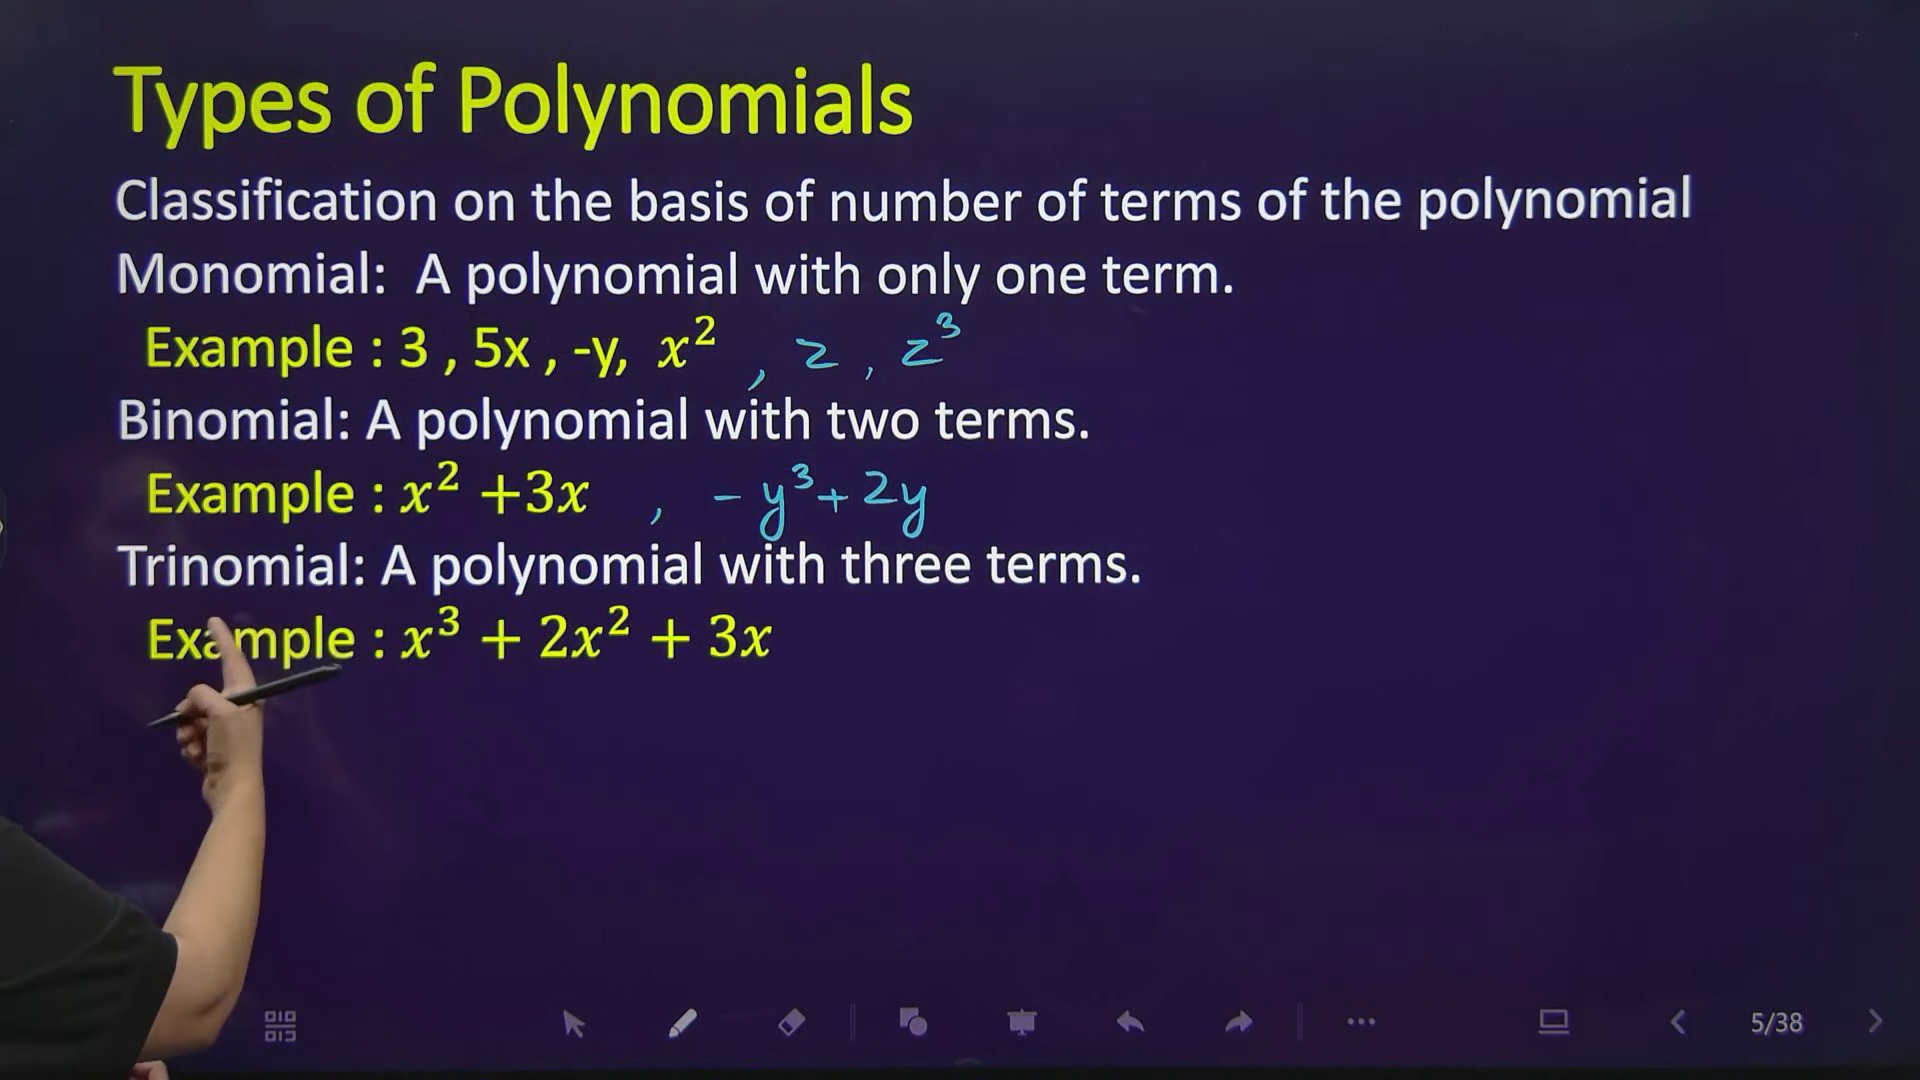 Types of Polynomials
Classification on the basis of number of terms of the polynomial
Monomial: A polynomial with only one term.
Example : 3 , 5x , -y, x² , z , z³
Binomial: A polynomial with two terms.
Example : x² +3x , - y³ + 2y
Trinomial: A polynomial with three terms.
Example : x³ + 2x² + 3x
5/38